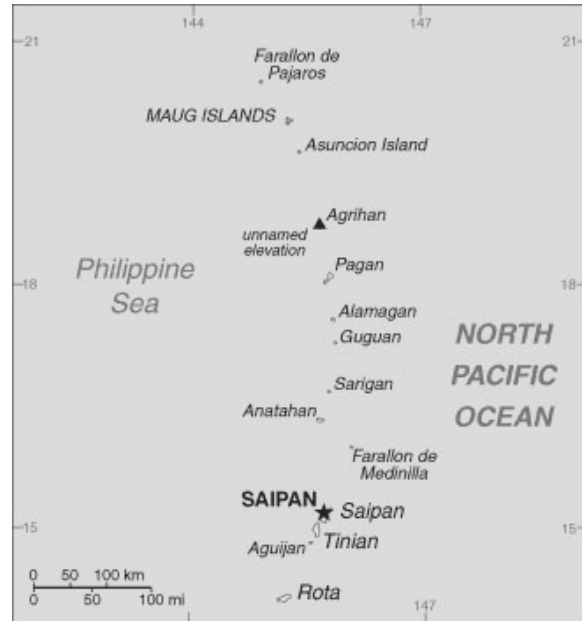 144
147
21
21
Farallon de
Pajaros
MAUG ISLANDS
Asuncion Island
Agrihan
unnamed
elevation
Philippine
Sea
Pagan
18
18
Alamagan
Guguan
NORTH
PACIFIC
OCEAN
Sarigan
Anatahan
Farallon de
Medinilla
SAIPAN
Saipan
15
15
Tinian
Aguijan
0 50 100 km
0 50 100 mi
Rota
147